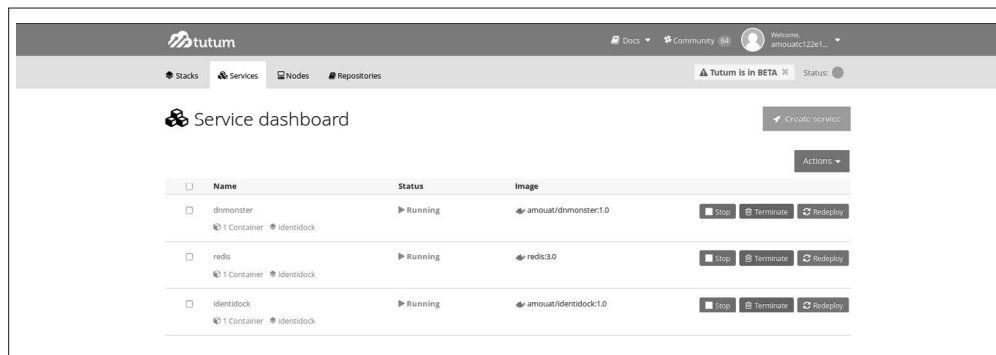 tutum
Docs Community 64 Welcome, amouatc122e1...
Stacks Services Nodes Repositories Tutum is in BETA Status:
Service dashboard
Create service
Actions
Name Status Image
dnmonster Running amouat/dnmonster:1.0 Stop Terminate Redeploy
1 Container identidock
redis Running redis:3.0 Stop Terminate Redeploy
1 Container identidock
identidock Running amouat/identidock:1.0 Stop Terminate Redeploy
1 Container identidock